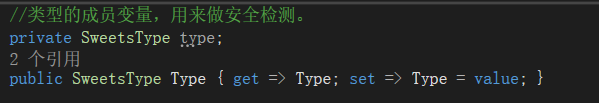 //类型的成员变量，用来做安全检测。
private SweetsType type;
2 个引用
public SweetsType Type { get => Type; set => Type = value; }